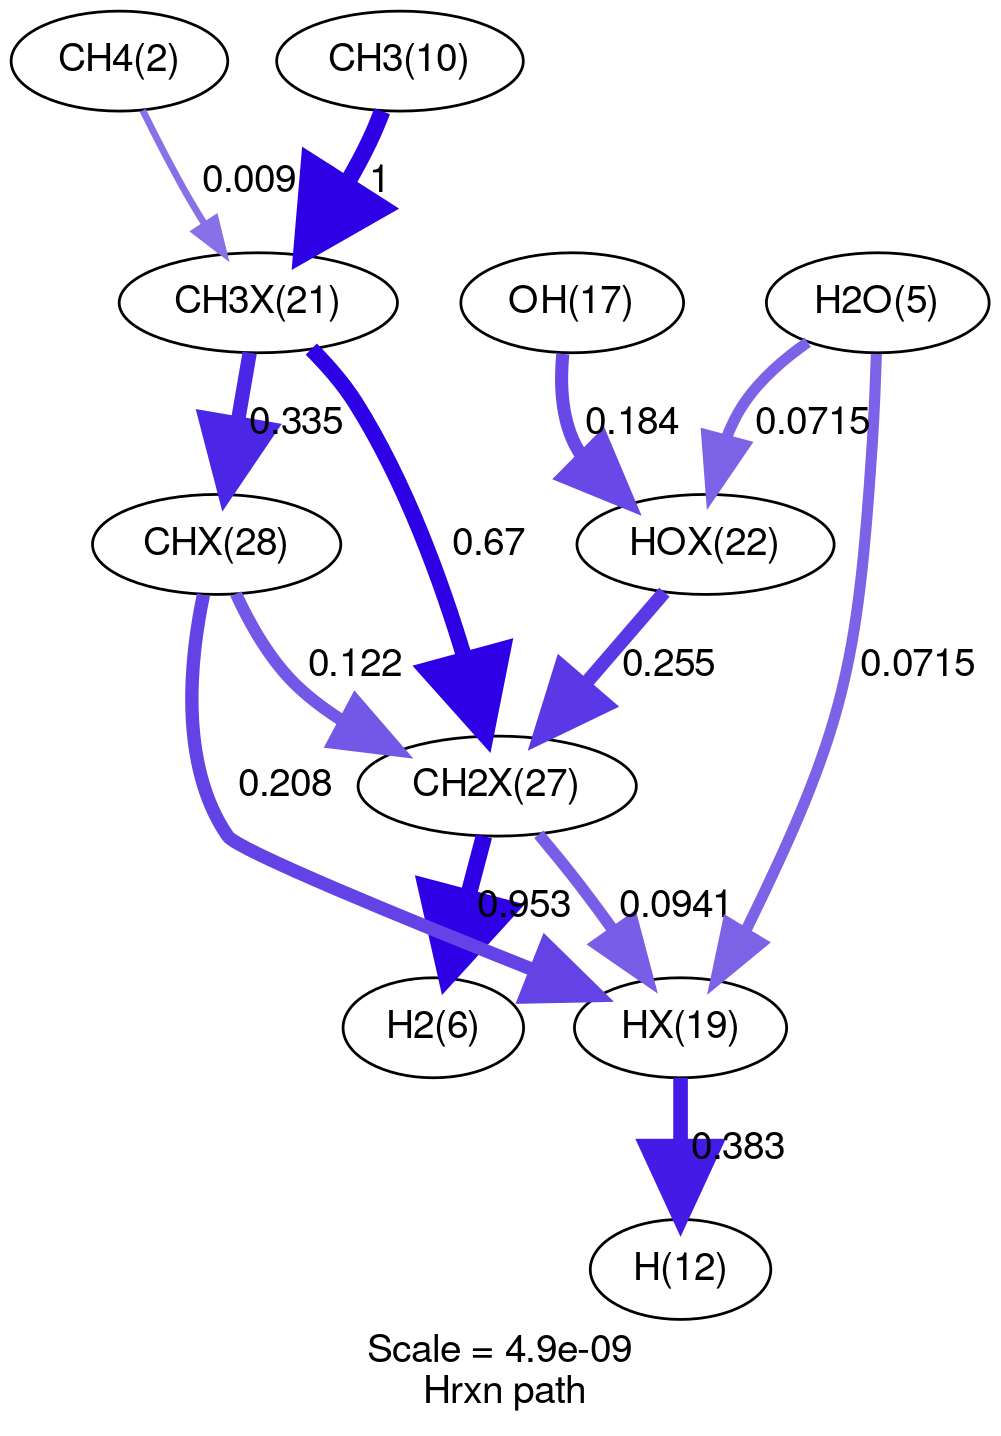 CH4(2)
CH3(10)
0.009
1
CH3X(21)
OH(17)
H2O(5)
0.335
0.184
0.0715
CHX(28)
0.67
HOX(22)
0.122
0.255
0.0715
0.208
CH2X(27)
0.953
0.0941
H2(6)
HX(19)
0.383
H(12)
Scale = 4.9e-09
Hrxn path